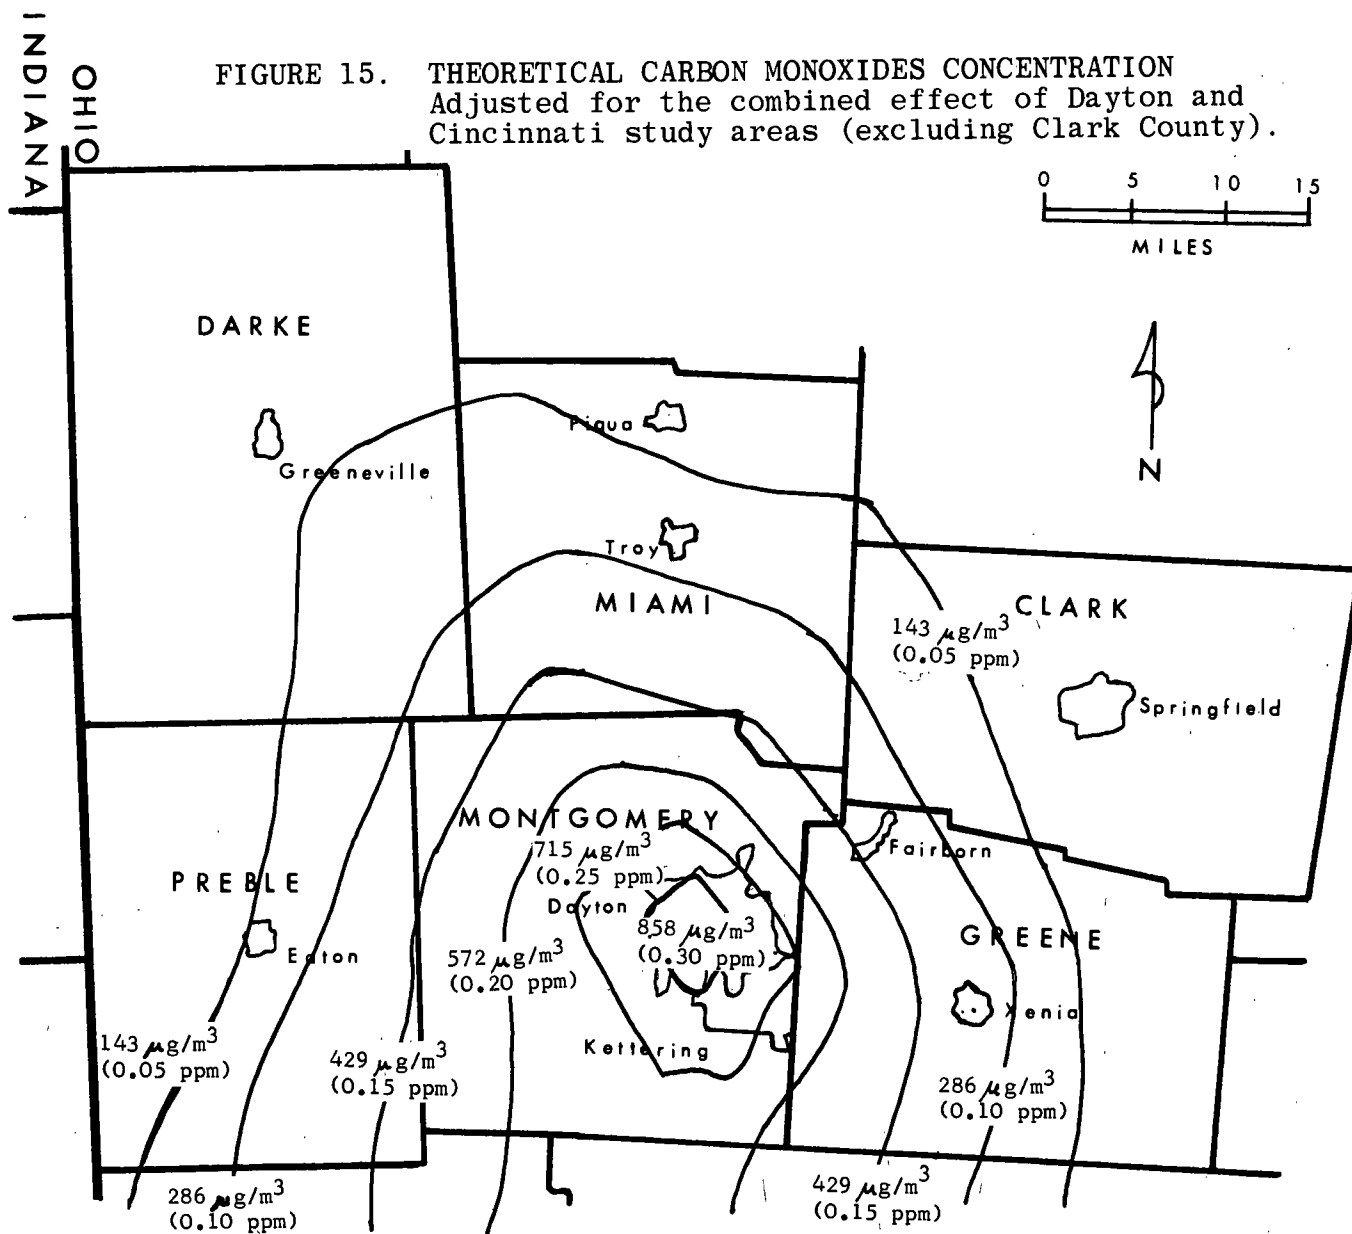 INDIANA
OHIO
FIGURE 15. THEORETICAL CARBON MONOXIDES CONCENTRATION
Adjusted for the combined effect of Dayton and
Cincinnati study areas (excluding Clark County).
0 5 10 15
MILES
N
DARKE
Greeneville
Piqua
Troy
MIAMI
CLARK
143 μg/m³
(0.05 ppm)
Springfield
MONTGOMERY
715 μg/m³
(0.25 ppm)
Dayton
Fairborn
PREBLE
Eaton
858 μg/m³
(0.30 ppm)
GREENE
572 μg/m³
(0.20 ppm)
Xenia
Kettering
143 μg/m³
(0.05 ppm)
429 μg/m³
(0.15 ppm)
286 μg/m³
(0.10 ppm)
286 μg/m³
(0.10 ppm)
429 μg/m³
(0.15 ppm)